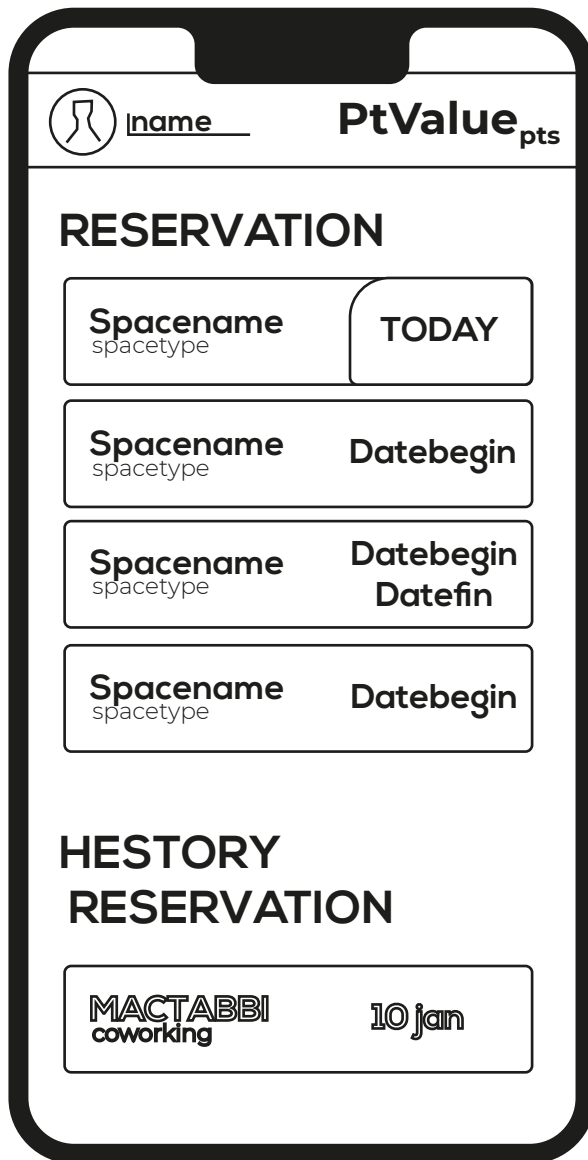 name
PtValue pts
RESERVATION
Spacename
spacetype
TODAY
Spacename
spacetype
Datebegin
Spacename
spacetype
Datebegin
Datefin
Spacename
spacetype
Datebegin
HESTORY
RESERVATION
MACTABBI
coworking
10 jan